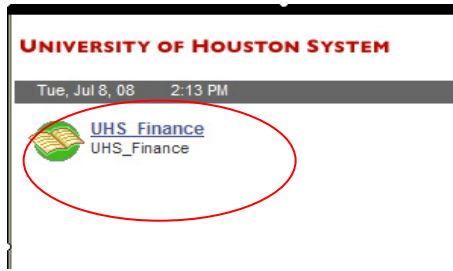 UNIVERSITY OF HOUSTON SYSTEM
Tue, Jul 8, 08 2:13 PM
UHS_Finance
UHS_Finance